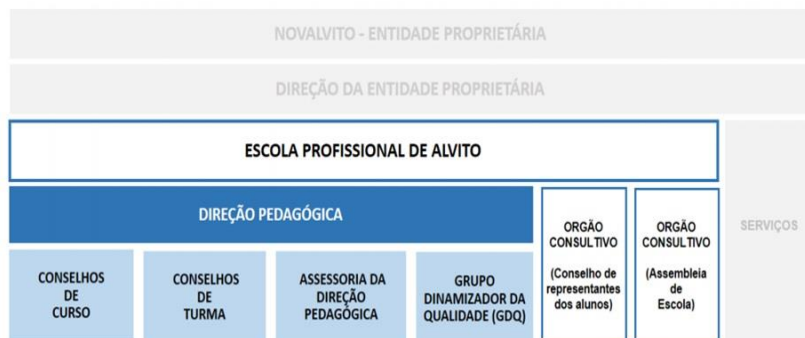 NOVALVITO - ENTIDADE PROPRIETÁRIA
DIREÇÃO DA ENTIDADE PROPRIETÁRIA
ESCOLA PROFISSIONAL DE ALVITO
DIREÇÃO PEDAGÓGICA
CONSELHOS
DE
CURSO
CONSELHOS
DE
TURMA
ASSESSORIA DA
DIREÇÃO
PEDAGÓGICA
GRUPO
DINAMIZADOR DA
QUALIDADE (GDQ)
ORGÃO
CONSULTIVO
(Conselho de
representantes
dos alunos)
ORGÃO
CONSULTIVO
(Assembleia
de
Escola)
SERVIÇOS